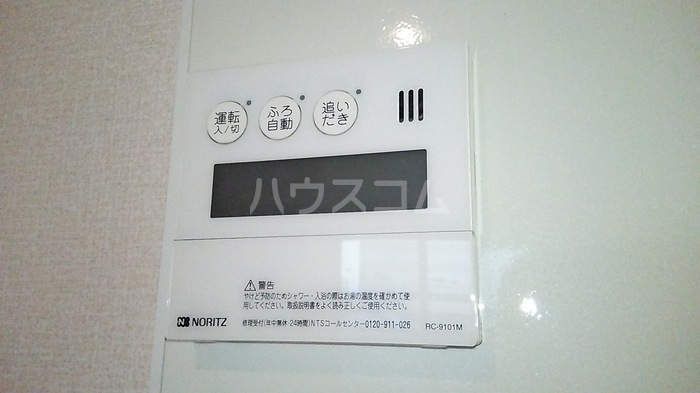 運転
入/切
ふろ
自動
追い
だき
ハウスコム
警告
やけど予防のためシャワー・入浴の際はお湯の温度を確かめて使
用してください。取扱説明書をよく読み正しくご使用ください。
NORITZ
修理受付(年中無休・24時間)NTSコールセンター0120-911-026
RC-9101M